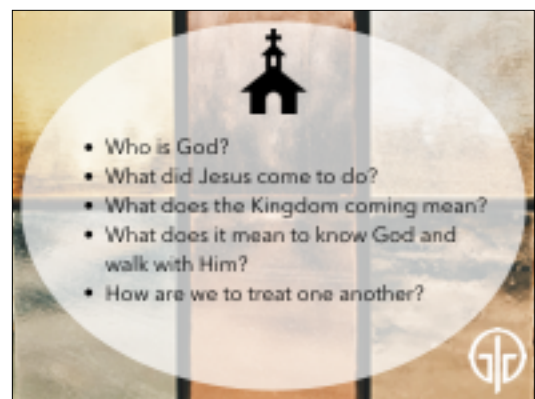 • Who is God?
• What did Jesus come to do?
• What does the Kingdom coming mean?
• What does it mean to know God and
walk with Him?
• How are we to treat one another?